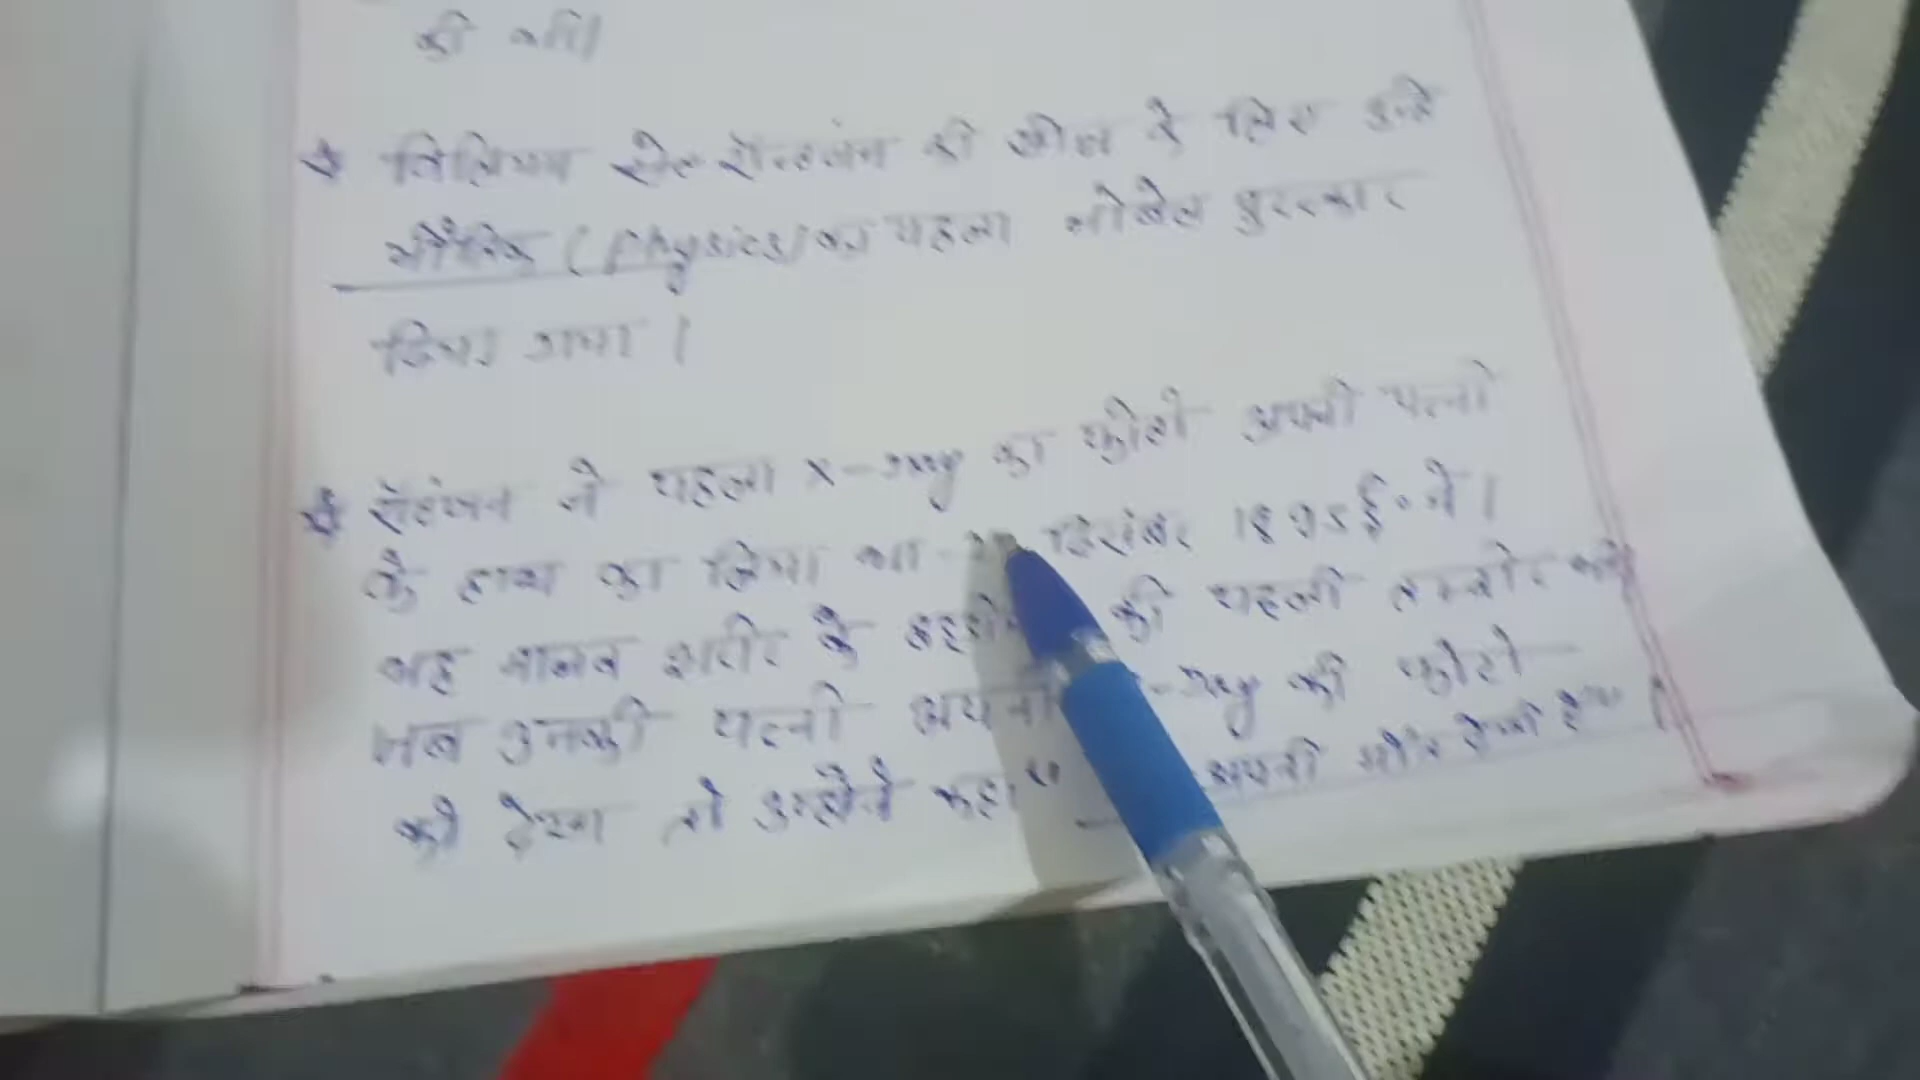 की थी।
* विलियम रोन्टजन की खोज के लिए उन्हे
भौतिक (Physics) का पहला नोबेल पुरस्कार
दिया गया ।
* रोंटजन ने पहला X-ray का फोटो अपनी पत्नी
के हाथ का लिया था दिसंबर 1895 ई० में।
यह मानव शरीर के की पहली तस्वीर थी
जब उनकी पत्नी अपनी -ray की फोटो
को देखा तो उन्होंने कहा " अपनी मौत देखी है" ।